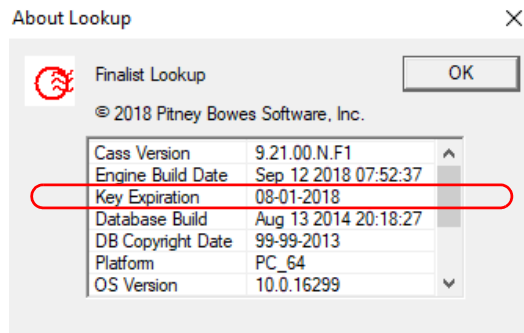 About Lookup
Finalist Lookup
OK
© 2018 Pitney Bowes Software, Inc.
Cass Version 9.21.00.N.F1
Engine Build Date Sep 12 2018 07:52:37
Key Expiration 08-01-2018
Database Build Aug 13 2014 20:18:27
DB Copyright Date 99-99-2013
Platform PC_64
OS Version 10.0.16299